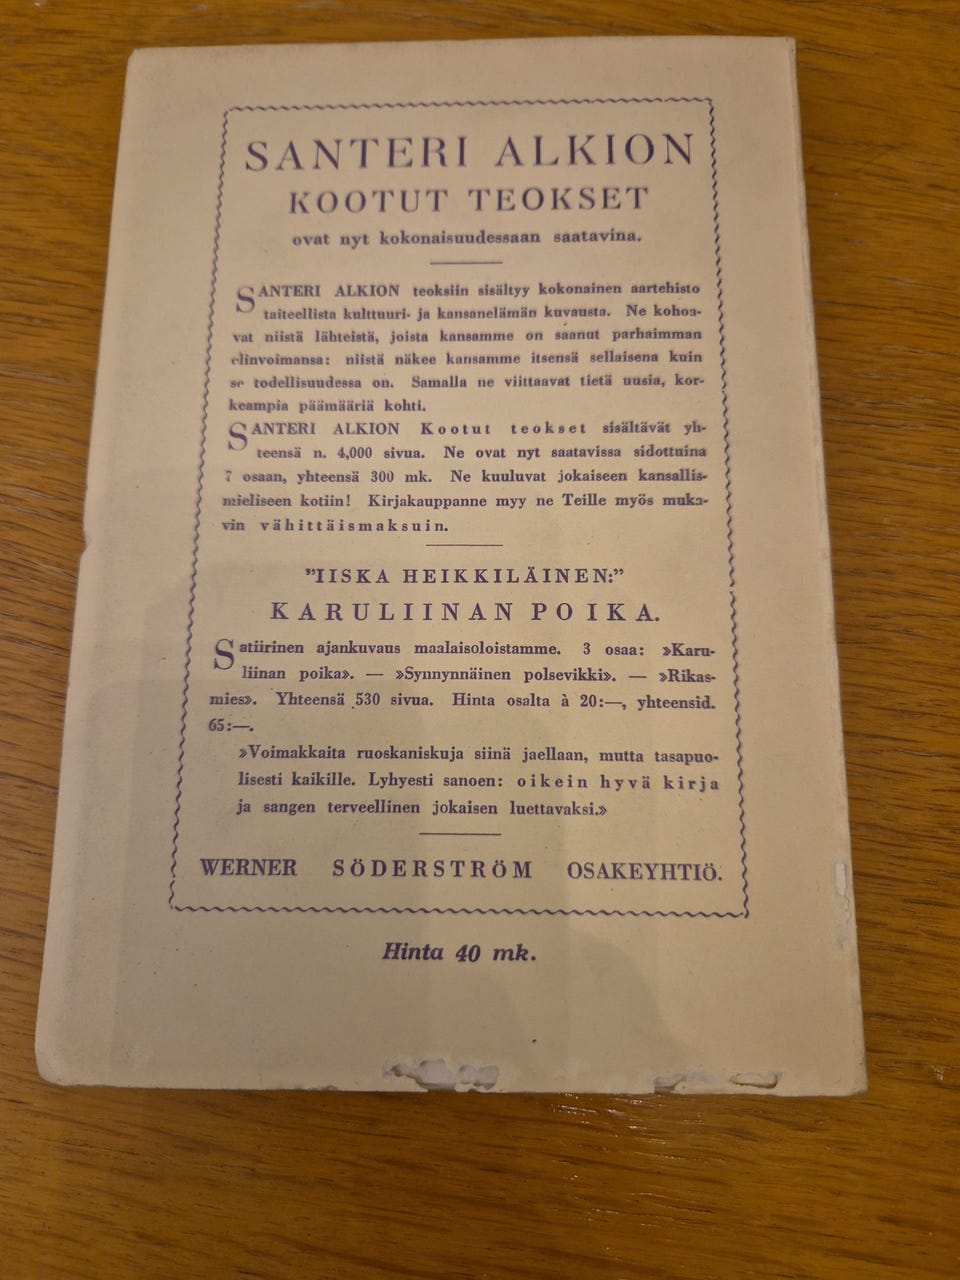 SANTERI ALKION
KOOTUT TEOKSET
ovat nyt kokonaisuudessaan saatavina.
SANTERI ALKION teoksiin sisältyy kokonainen aartehisto
taiteellista kulttuuri- ja kansanelämän kuvausta. Ne kohoa-
vat niistä lähteistä, joista kansamme on saanut parhaimman
elinvoimansa: niistä näkee kansamme itsensä sellaisena kuin
se todellisuudessa on. Samalla ne viittaavat tietä uusia, kor-
keampia päämääriä kohti.
SANTERI ALKION Kootut teokset sisältävät yh-
teensä n. 4,000 sivua. Ne ovat nyt saatavissa sidottuina
7 osaan, yhteensä 300 mk. Ne kuuluvat jokaiseen kansallis-
mieliseen kotiin! Kirjakauppanne myy ne Teille myös muka-
vin vähittäismaksuin.
"IISKA HEIKKILÄINEN:"
KARULIINAN POIKA.
Satiirinen ajankuvaus maalaisoloistamme. 3 osaa: »Karu-
liinan poika». — »Synnynnäinen polsevikki». — »Rikas-
mies». Yhteensä 530 sivua. Hinta osalta à 20:—, yhteensid.
65:—.
»Voimakkaita ruoskaniskuja siinä jaellaan, mutta tasapuo-
lisesti kaikille. Lyhyesti sanoen: oikein hyvä kirja
ja sangen terveellinen jokaisen luettavaksi.»
WERNER SÖDERSTRÖM OSAKEYHTIÖ.
Hinta 40 mk.